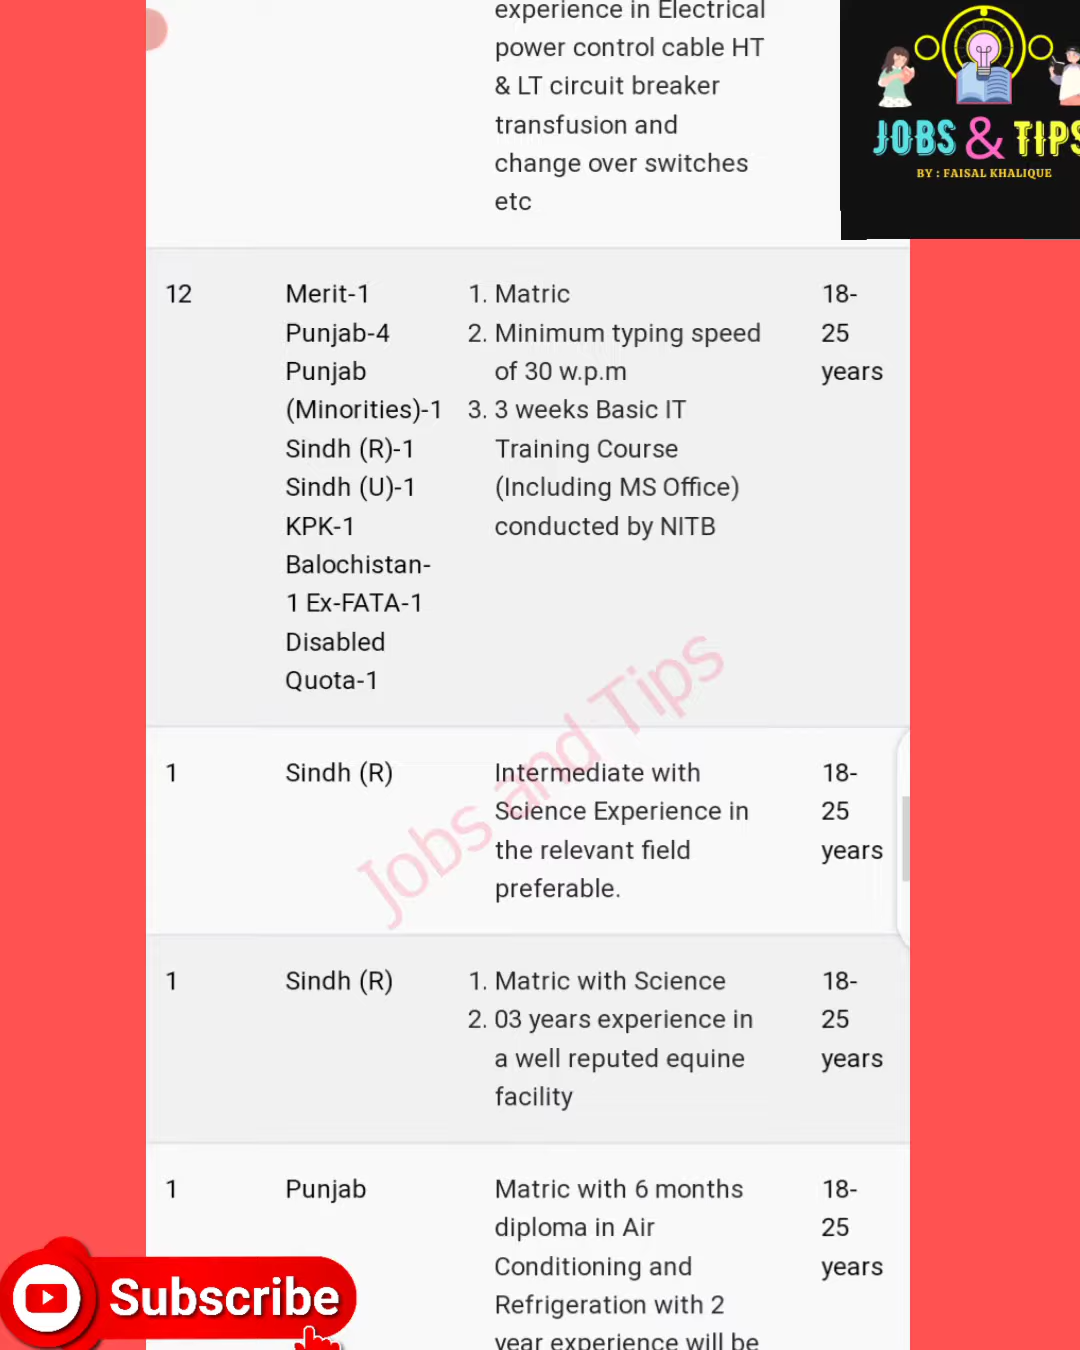 experience in Electrical
power control cable HT
& LT circuit breaker
transfusion and
change over switches
etc
JOBS & TIPS
BY : FAISAL KHALIQUE
12
Merit-1
Punjab-4
Punjab
(Minorities)-1
Sindh (R)-1
Sindh (U)-1
KPK-1
Balochistan-
1 Ex-FATA-1
Disabled
Quota-1
1. Matric
2. Minimum typing speed
of 30 w.p.m
3. 3 weeks Basic IT
Training Course
(Including MS Office)
conducted by NITB
18-
25
years
1
Sindh (R)
Intermediate with
Science Experience in
the relevant field
preferable.
18-
25
years
Jobs and Tips
1
Sindh (R)
1. Matric with Science
2. 03 years experience in
a well reputed equine
facility
18-
25
years
1
Punjab
Matric with 6 months
diploma in Air
Conditioning and
Refrigeration with 2
year experience will be
18-
25
years
Subscribe